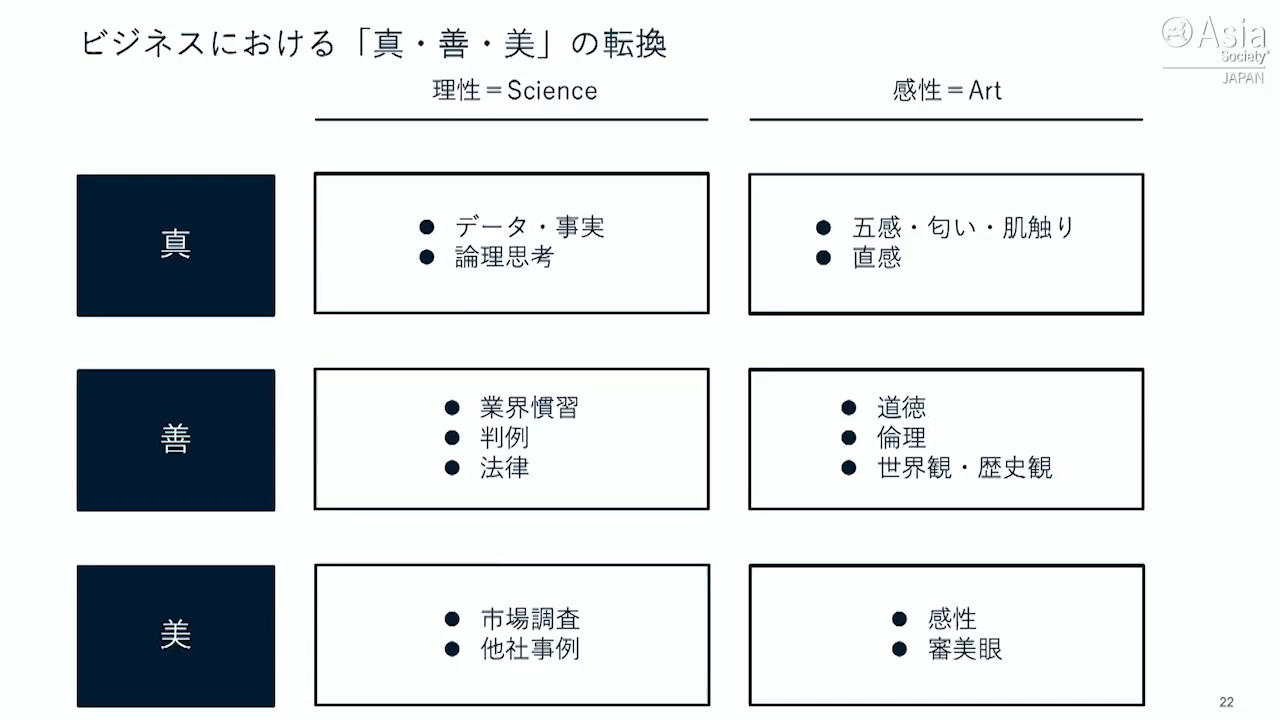 ビジネスにおける「真・善・美」の転換
Asia
Society
JAPAN
理性＝Science
感性＝Art
真
● データ・事実
● 論理思考
● 五感・匂い・肌触り
● 直感
善
● 業界慣習
● 判例
● 法律
● 道徳
● 倫理
● 世界観・歴史観
美
● 市場調査
● 他社事例
● 感性
● 審美眼
22